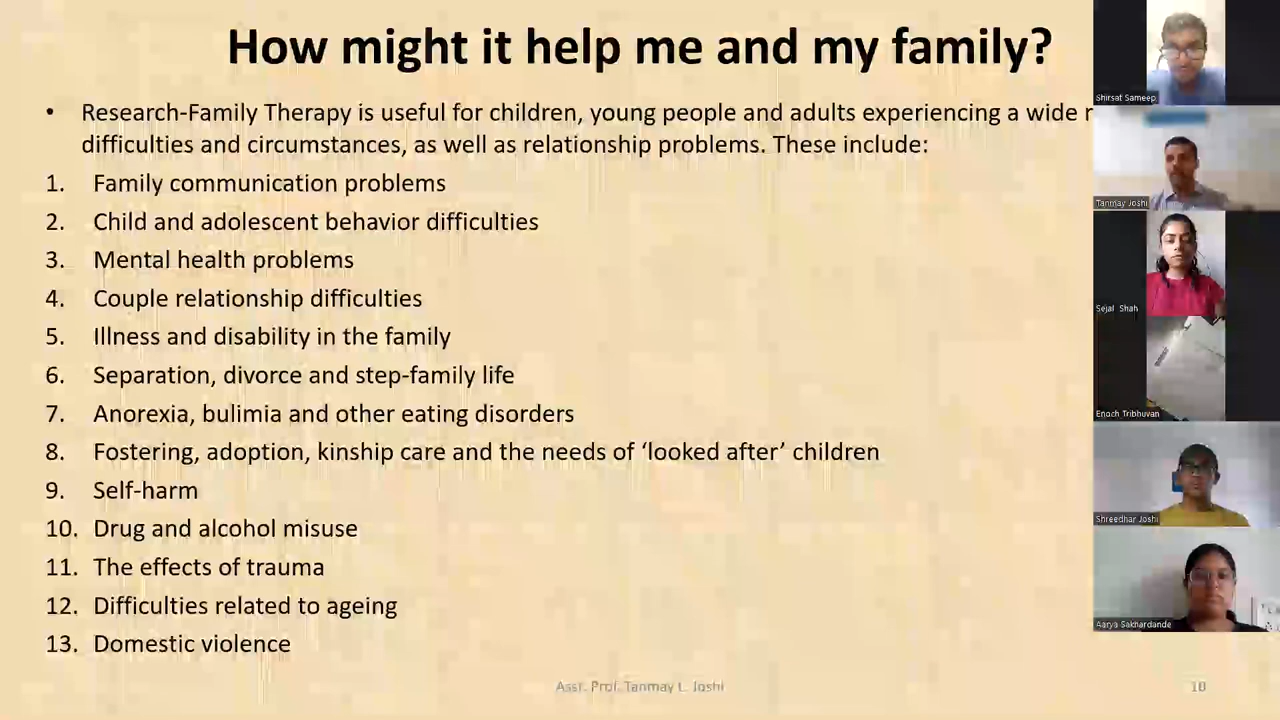 How might it help me and my family?
• Research-Family Therapy is useful for children, young people and adults experiencing a wide
difficulties and circumstances, as well as relationship problems. These include:
1. Family communication problems
2. Child and adolescent behavior difficulties
3. Mental health problems
4. Couple relationship difficulties
5. Illness and disability in the family
6. Separation, divorce and step-family life
7. Anorexia, bulimia and other eating disorders
8. Fostering, adoption, kinship care and the needs of ‘looked after’ children
9. Self-harm
10. Drug and alcohol misuse
11. The effects of trauma
12. Difficulties related to ageing
13. Domestic violence
Asst. Prof. Tanmay L. Joshi
10
Shirsat Sameep
Tanmay Joshi
Sejal Shah
Enoch Tribhuvan
Shreedhar Joshi
Aarya Sakhardande